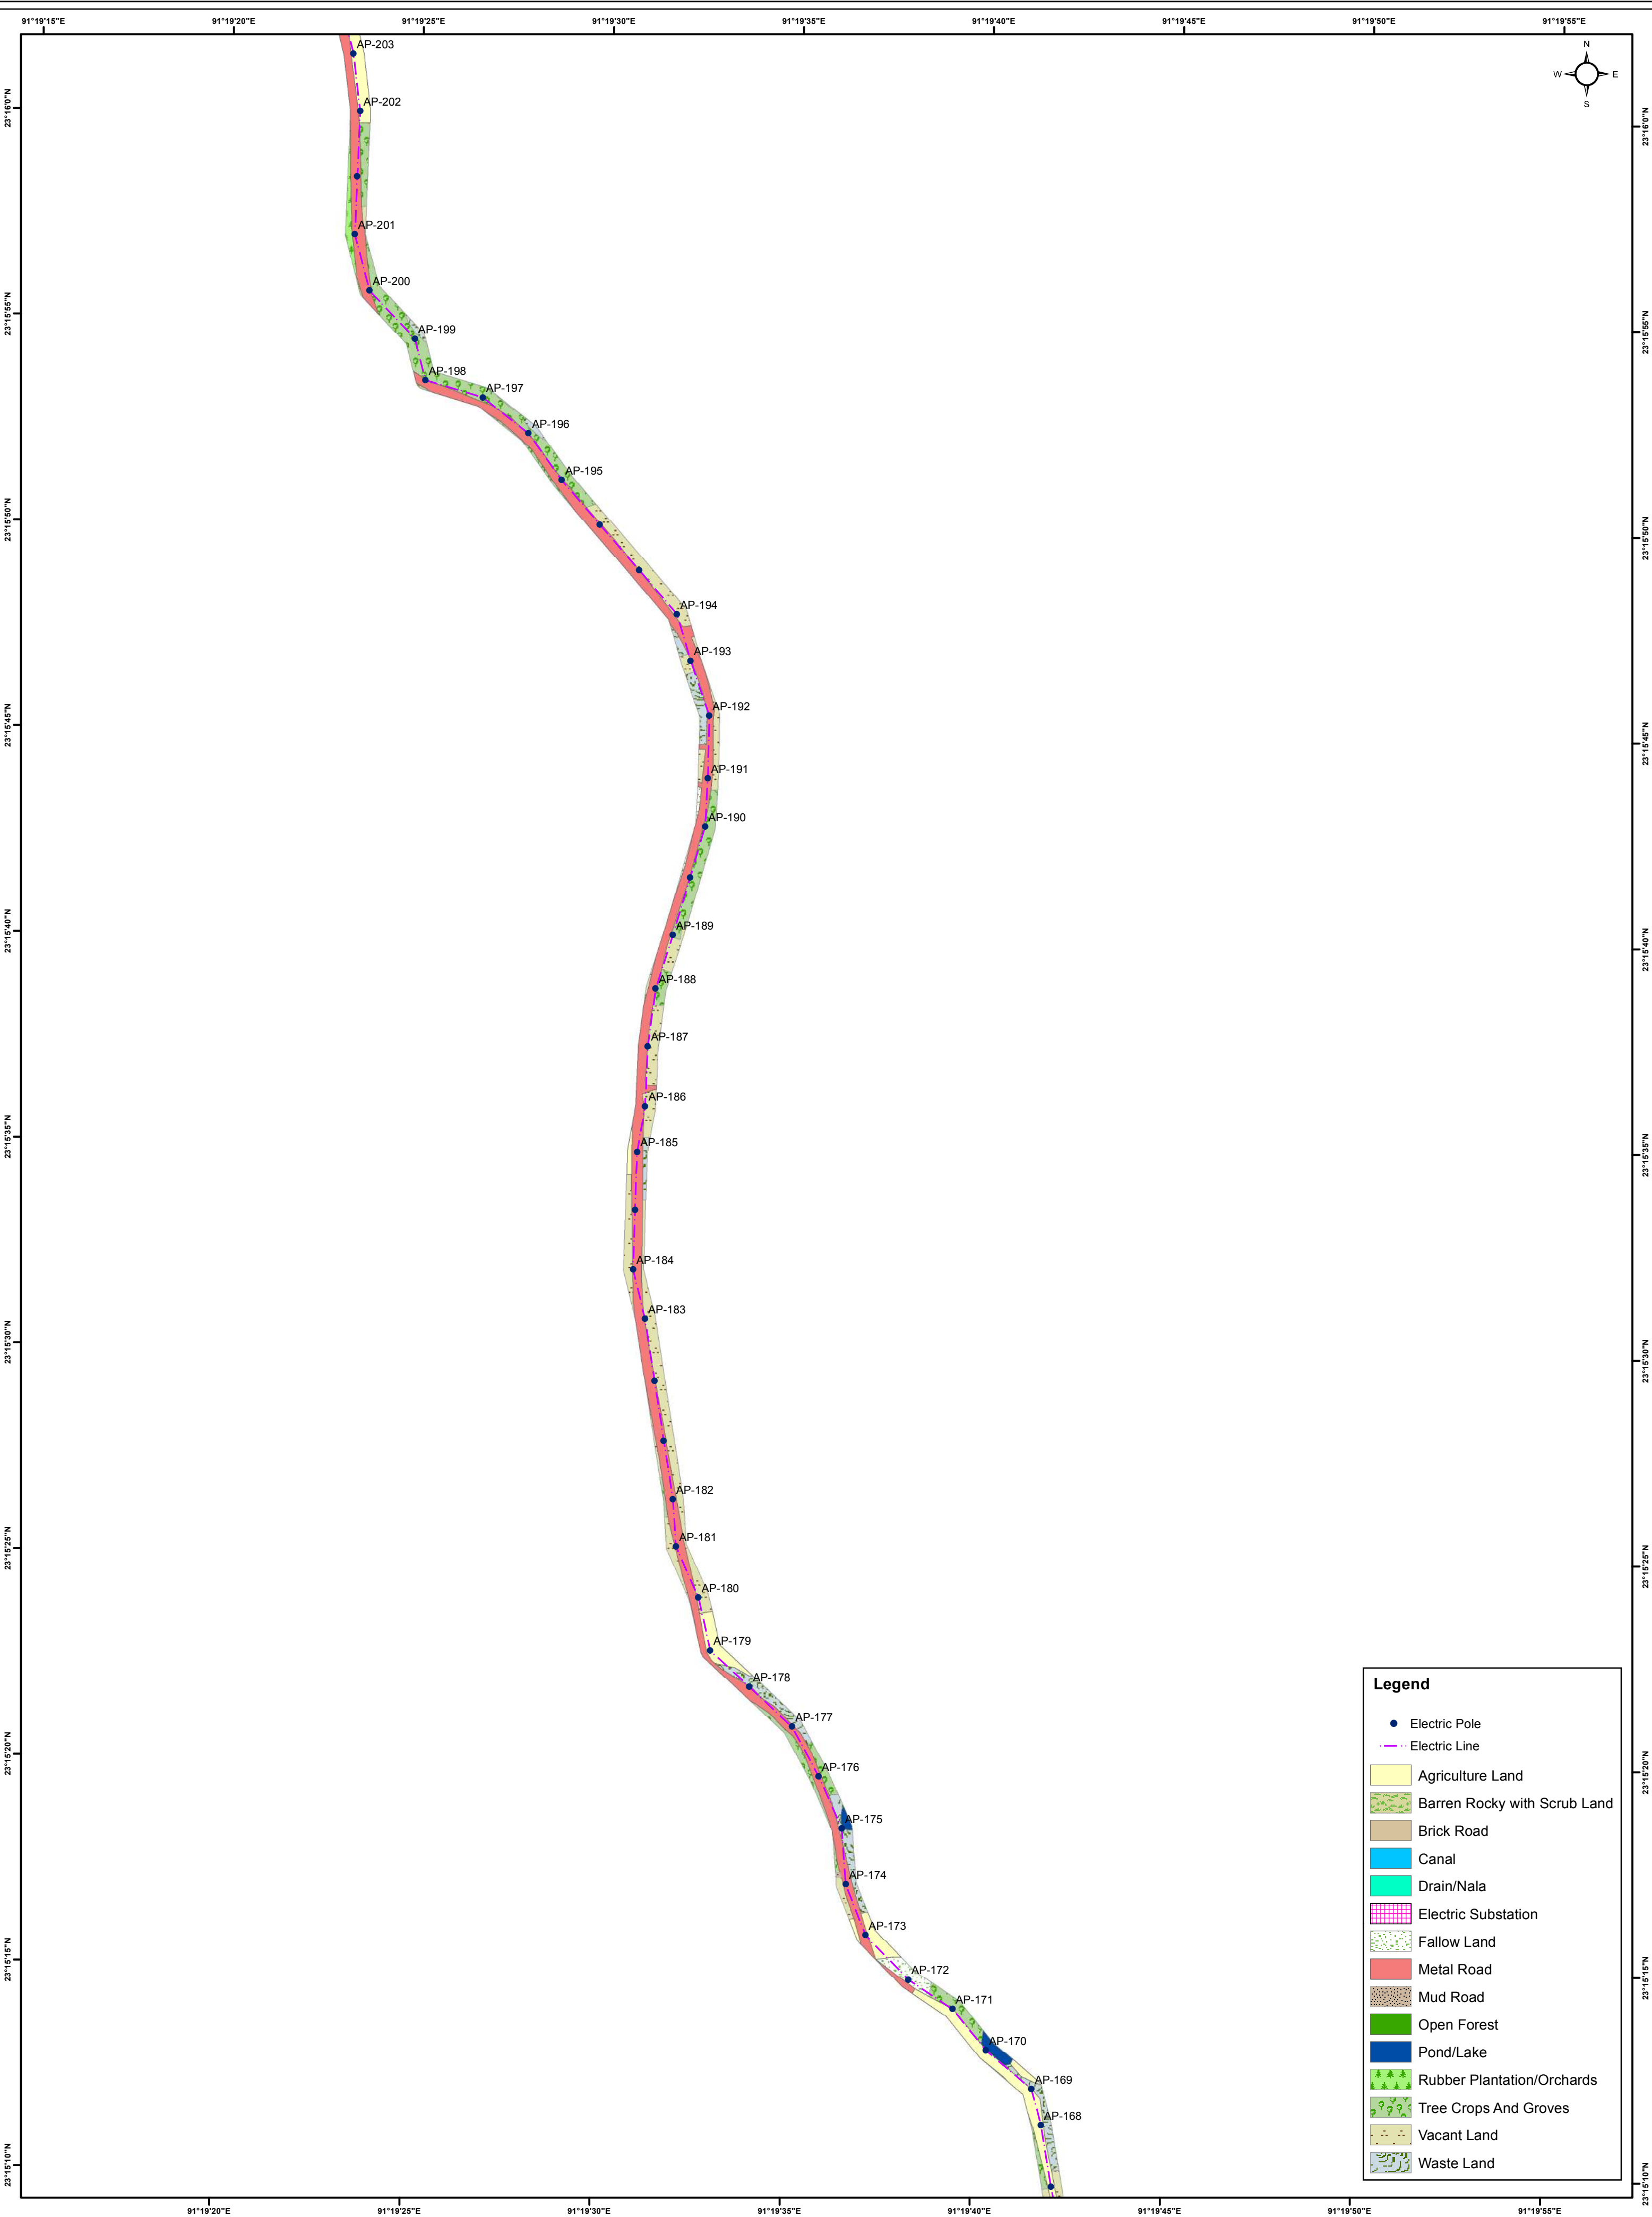 91°19'15"E 91°19'20"E 91°19'25"E 91°19'30"E 91°19'35"E 91°19'40"E 91°19'45"E 91°19'50"E 91°19'55"E
N
W E
S
AP-203
AP-202
23°16'0"N
23°16'0"N
AP-201
AP-200
23°15'55"N
23°15'55"N
AP-199
AP-198
AP-197
AP-196
AP-195
23°15'50"N
23°15'50"N
AP-194
AP-193
AP-192
23°15'45"N
23°15'45"N
AP-191
AP-190
AP-189
23°15'40"N
23°15'40"N
AP-188
AP-187
AP-186
23°15'35"N
AP-185
23°15'35"N
AP-184
AP-183
23°15'30"N
23°15'30"N
AP-182
AP-181
23°15'25"N
23°15'25"N
AP-180
AP-179
AP-178
AP-177
23°15'20"N
AP-176
23°15'20"N
AP-175
AP-174
AP-173
23°15'15"N
AP-172
23°15'15"N
AP-171
AP-170
AP-169
AP-168
23°15'10"N
23°15'10"N
Legend
Electric Pole
Electric Line
Agriculture Land
Barren Rocky with Scrub Land
Brick Road
Canal
Drain/Nala
Electric Substation
Fallow Land
Metal Road
Mud Road
Open Forest
Pond/Lake
Rubber Plantation/Orchards
Tree Crops And Groves
Vacant Land
Waste Land
91°19'20"E 91°19'25"E 91°19'30"E 91°19'35"E 91°19'40"E 91°19'45"E 91°19'50"E 91°19'55"E